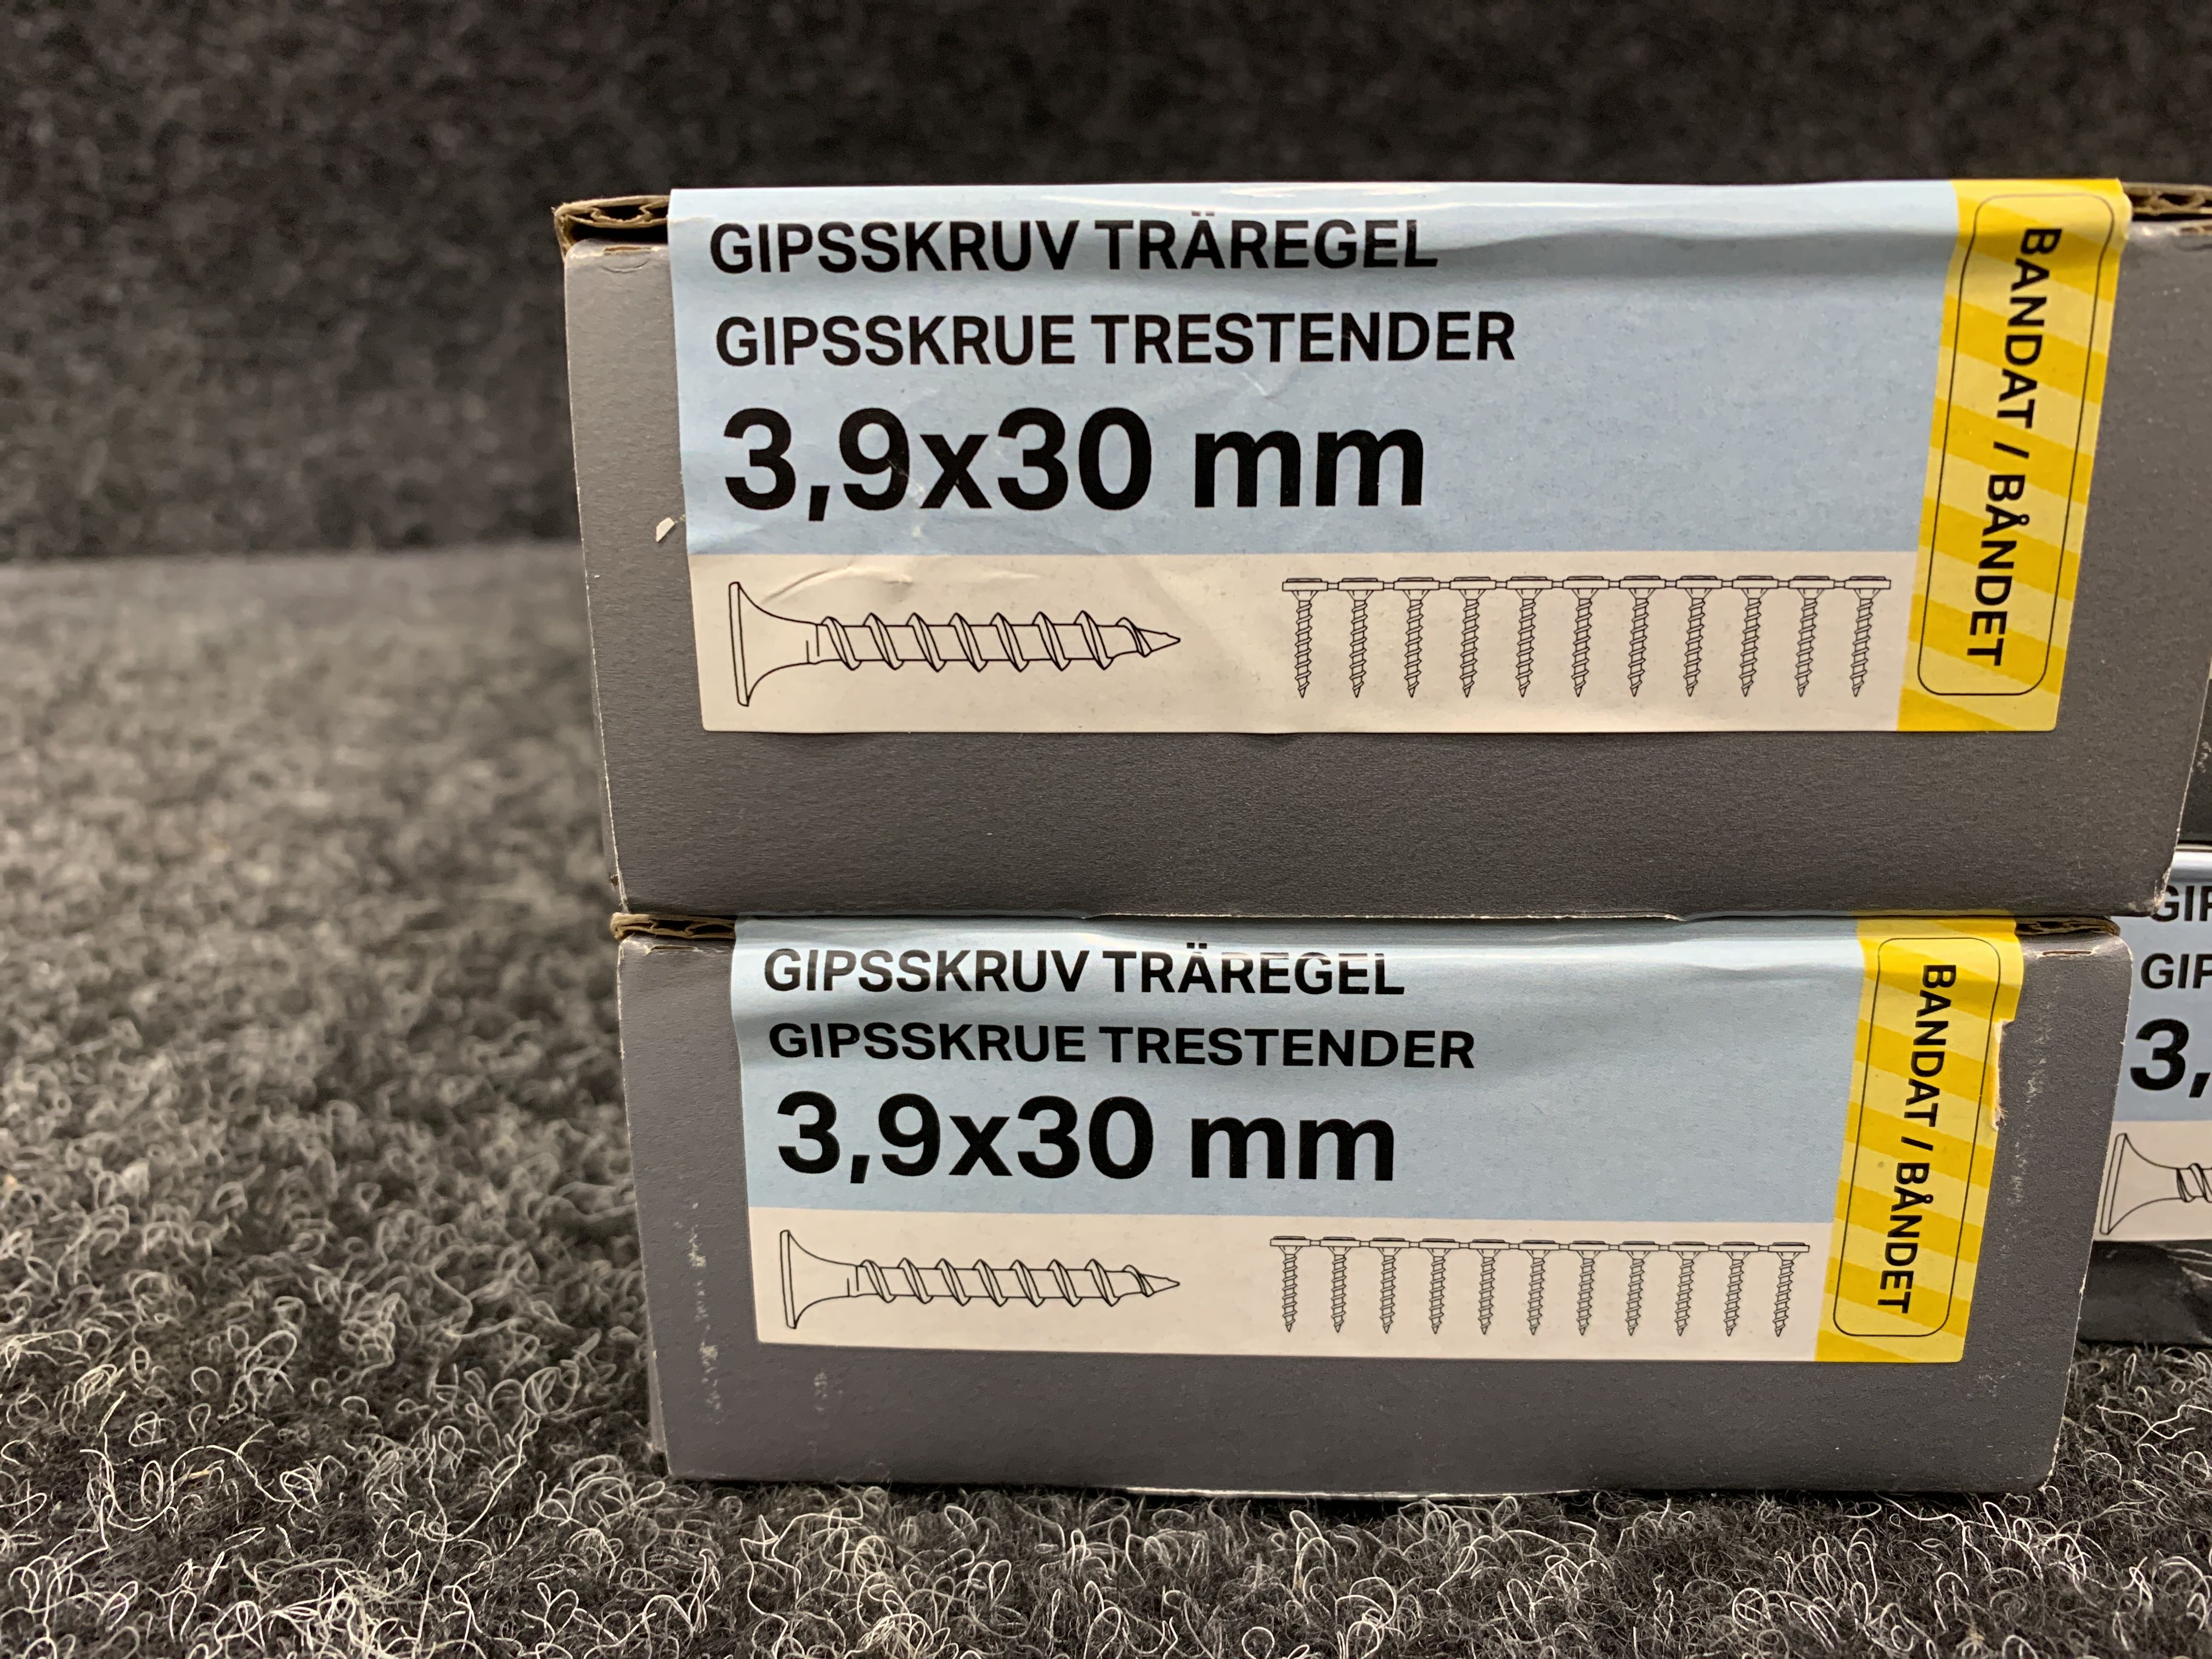 GIPSSKRUV TRÄREGEL
GIPSSKRUE TRESTENDER
3,9x30 mm
BANDAT / BÅNDET
GIPSSKRUV TRÄREGEL
GIPSSKRUE TRESTENDER
3,9x30 mm
BANDAT / BÅNDET